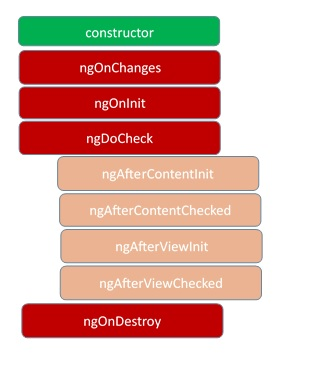 constructor
ngOnChanges
ngOnInit
ngDoCheck
ngAfterContentInit
ngAfterContentChecked
ngAfterViewInit
ngAfterViewChecked
ngOnDestroy